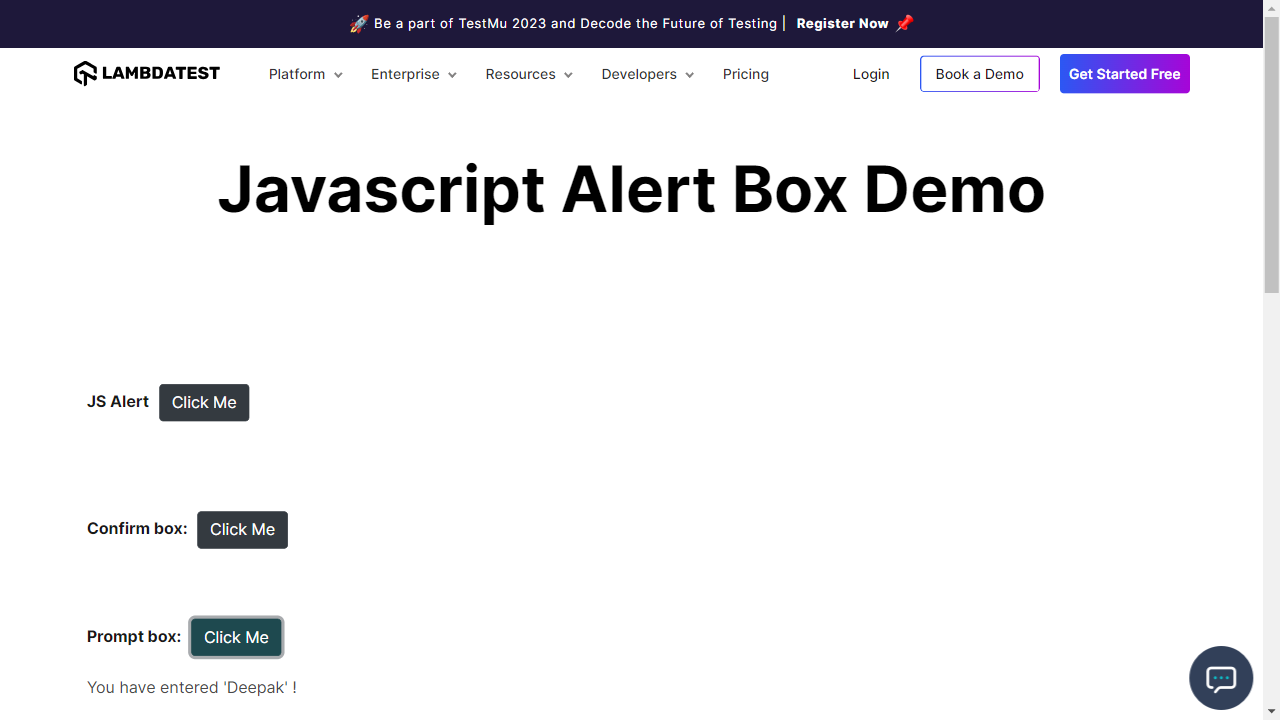 🚀 Be a part of TestMu 2023 and Decode the Future of Testing | Register Now 📌
LAMBDATEST Platform Enterprise Resources Developers Pricing Login Book a Demo Get Started Free
Javascript Alert Box Demo
JS Alert Click Me
Confirm box: Click Me
Prompt box: Click Me
You have entered 'Deepak' !